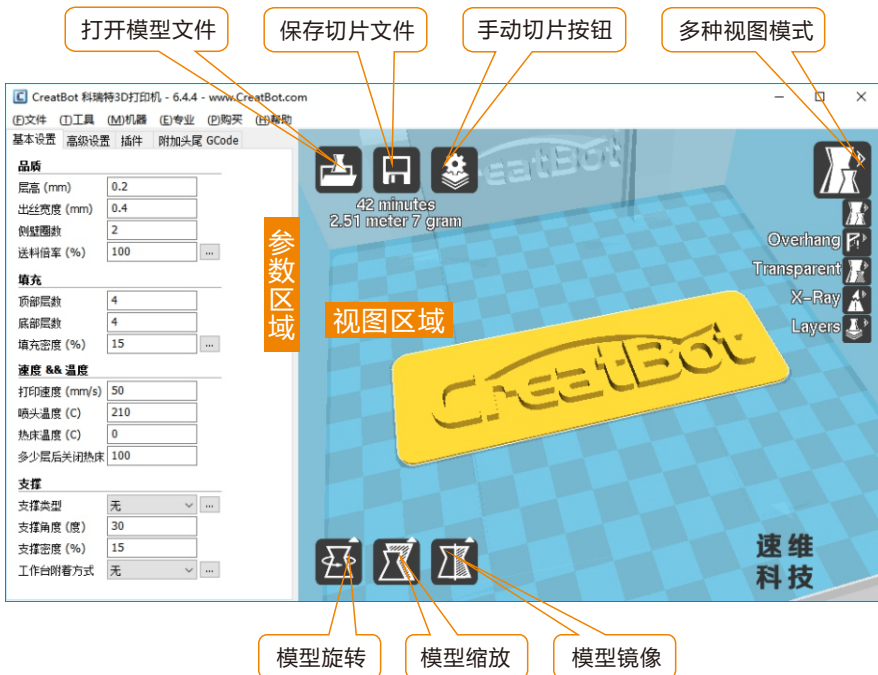 打开模型文件
保存切片文件
手动切片按钮
多种视图模式
C CreatBot 科瑞特3D打印机 - 6.4.4 - www.CreatBot.com
(F)文件 (T)工具 (M)机器 (E)专业 (P)购买 (H)帮助
基本设置 高级设置 插件 附加头尾 GCode
品质
层高 (mm) 0.2
出丝宽度 (mm) 0.4
侧壁圈数 2
送料倍率 (%) 100 ...
填充
顶部层数 4
底部层数 4
填充密度 (%) 15 ...
速度 && 温度
打印速度 (mm/s) 50
喷头温度 (C) 210
热床温度 (C) 0
多少层后关闭热床 100
支撑
支撑类型 无 ...
支撑角度 (度) 30
支撑密度 (%) 15
工作台附着方式 无 ...
参数区域
CreatBot
42 minutes
2.51 meter 7 gram
视图区域
Overhang
Transparent
X-Ray
Layers
CreatBot
速维
科技
模型旋转
模型缩放
模型镜像